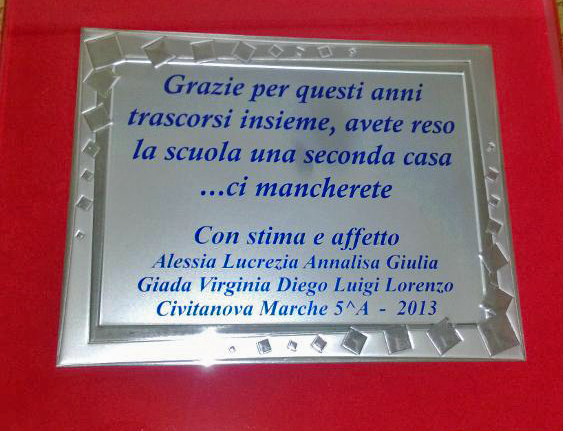 Grazie per questi anni
trascorsi insieme, avete reso
la scuola una seconda casa
...ci mancherete
Con stima e affetto
Alessia Lucrezia Annalisa Giulia
Giada Virginia Diego Luigi Lorenzo
Civitanova Marche 5^A - 2013